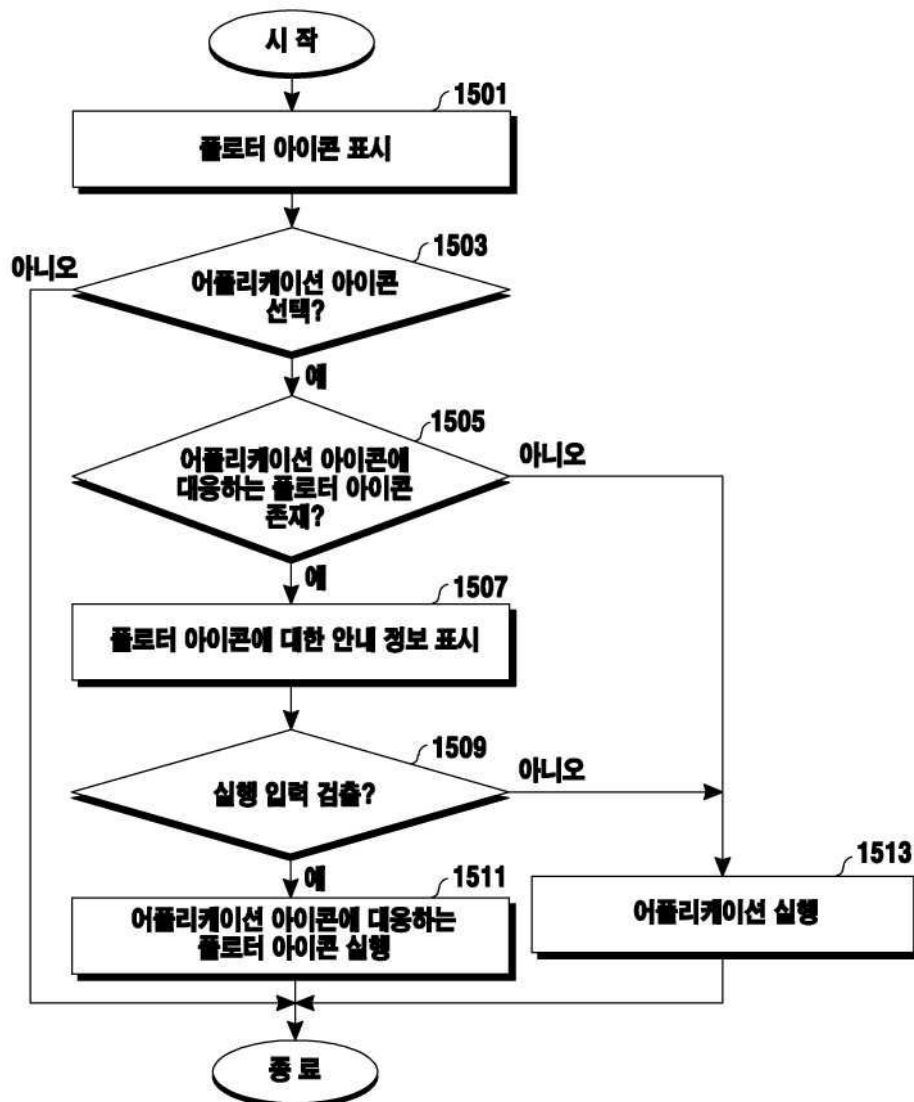 시 작
1501
플로터 아이콘 표시
1503
아니오
어플리케이션 아이콘
선택?
예
1505
어플리케이션 아이콘에
대응하는 플로터 아이콘
존재?
아니오
예
1507
플로터 아이콘에 대한 안내 정보 표시
1509
실행 입력 검출?
아니오
예
1511
어플리케이션 아이콘에 대응하는
플로터 아이콘 실행
1513
어플리케이션 실행
종 료